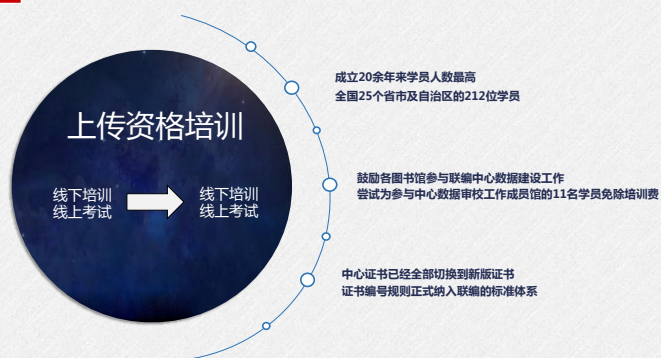 上传资格培训
线下培训
线上考试
线下培训
线上考试
成立20余年来学员人数最高
全国25个省市及自治区的212位学员
鼓励各图书馆参与联编中心数据建设工作
尝试为参与中心数据审校工作成员馆的11名学员免除培训费
中心证书已经全部切换到新版证书
证书编号规则正式纳入联编的标准体系